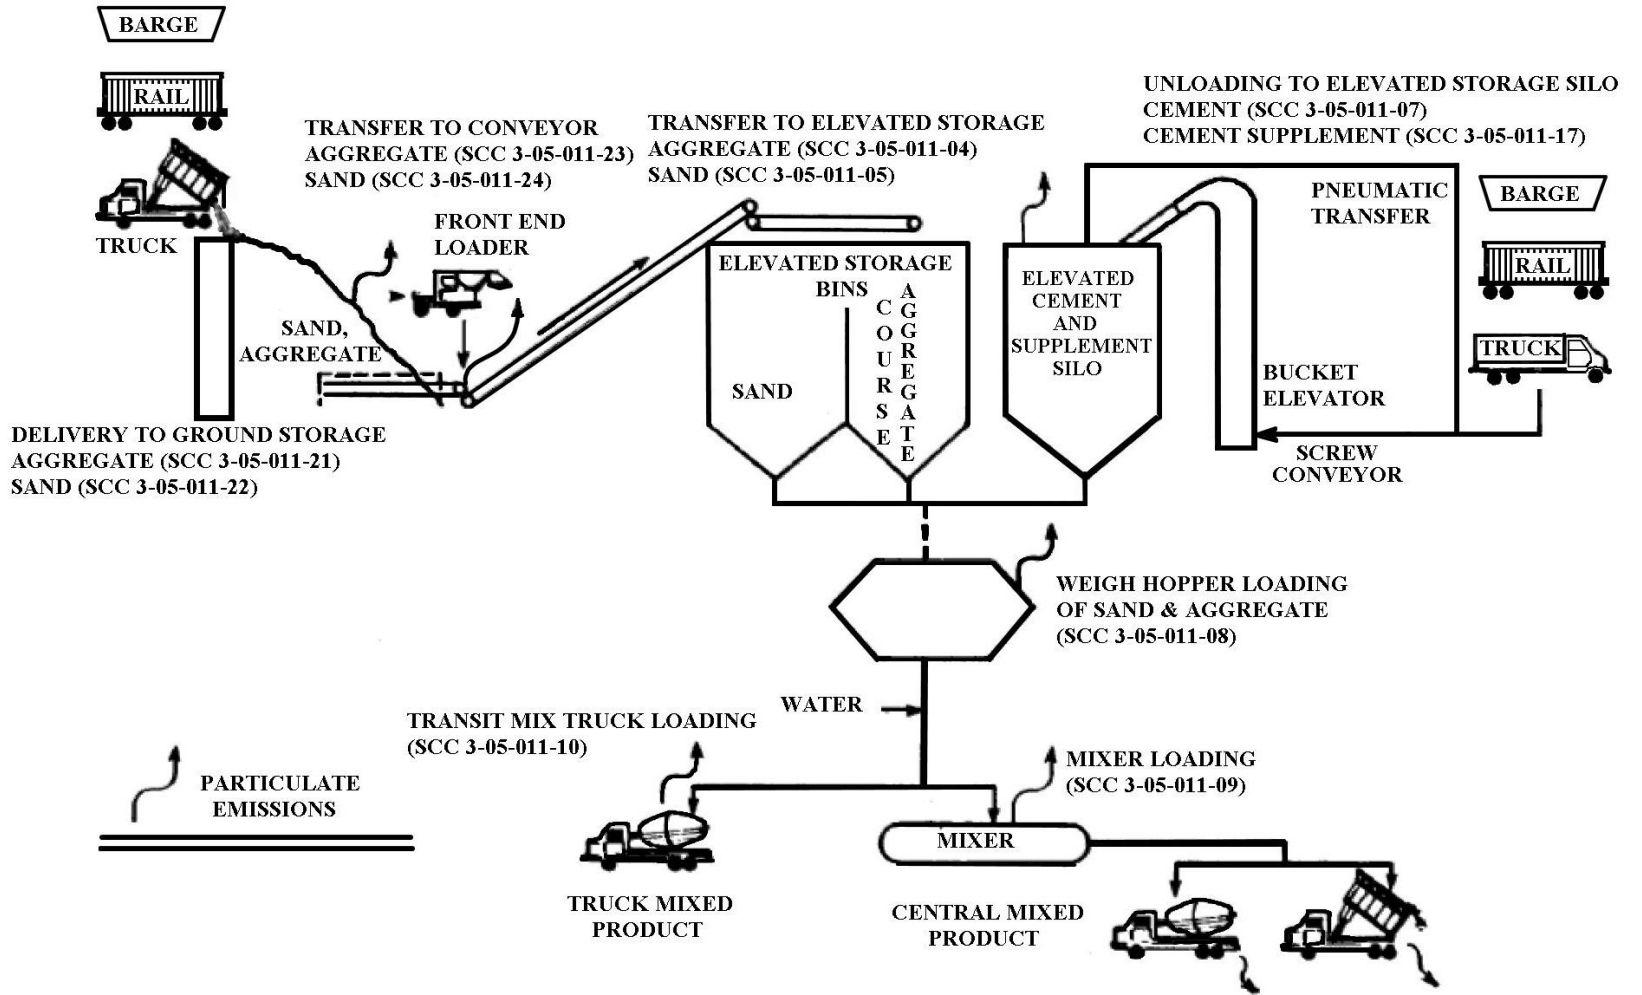 BARGE
RAIL
TRUCK
TRANSFER TO CONVEYOR
AGGREGATE (SCC 3-05-011-23)
SAND (SCC 3-05-011-24)
TRANSFER TO ELEVATED STORAGE
AGGREGATE (SCC 3-05-011-04)
SAND (SCC 3-05-011-05)
UNLOADING TO ELEVATED STORAGE SILO
CEMENT (SCC 3-05-011-07)
CEMENT SUPPLEMENT (SCC 3-05-011-17)
FRONT END
LOADER
PNEUMATIC
TRANSFER
BARGE
RAIL
TRUCK
SAND,
AGGREGATE
ELEVATED STORAGE
BINS
SAND
COURSE
AGGREGATE
ELEVATED
CEMENT
AND
SUPPLEMENT
SILO
BUCKET
ELEVATOR
SCREW
CONVEYOR
DELIVERY TO GROUND STORAGE
AGGREGATE (SCC 3-05-011-21)
SAND (SCC 3-05-011-22)
WEIGH HOPPER LOADING
OF SAND & AGGREGATE
(SCC 3-05-011-08)
WATER
TRANSIT MIX TRUCK LOADING
(SCC 3-05-011-10)
MIXER LOADING
(SCC 3-05-011-09)
PARTICULATE
EMISSIONS
MIXER
TRUCK MIXED
PRODUCT
CENTRAL MIXED
PRODUCT